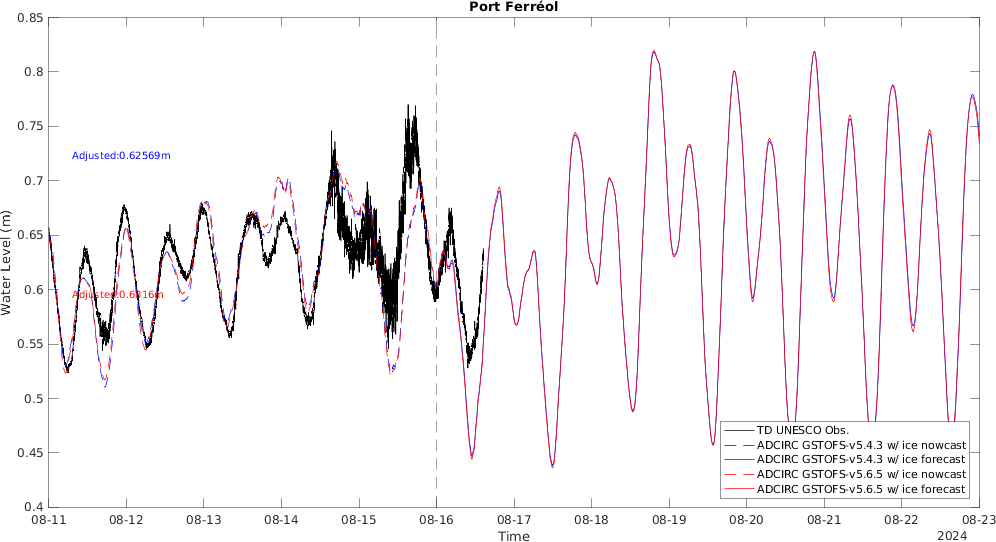 Port Ferréol
0.85
0.8
0.75
0.7
0.65
0.6
0.55
0.5
0.45
0.4
Water Level (m)
Adjusted:0.62569m
Adjusted:0.6316m
TD UNESCO Obs.
ADCIRC GSTOFS-v5.4.3 w/ ice nowcast
ADCIRC GSTOFS-v5.4.3 w/ ice forecast
ADCIRC GSTOFS-v5.6.5 w/ ice nowcast
ADCIRC GSTOFS-v5.6.5 w/ ice forecast
08-11 08-12 08-13 08-14 08-15 08-16 08-17 08-18 08-19 08-20 08-21 08-22 08-23
Time
2024